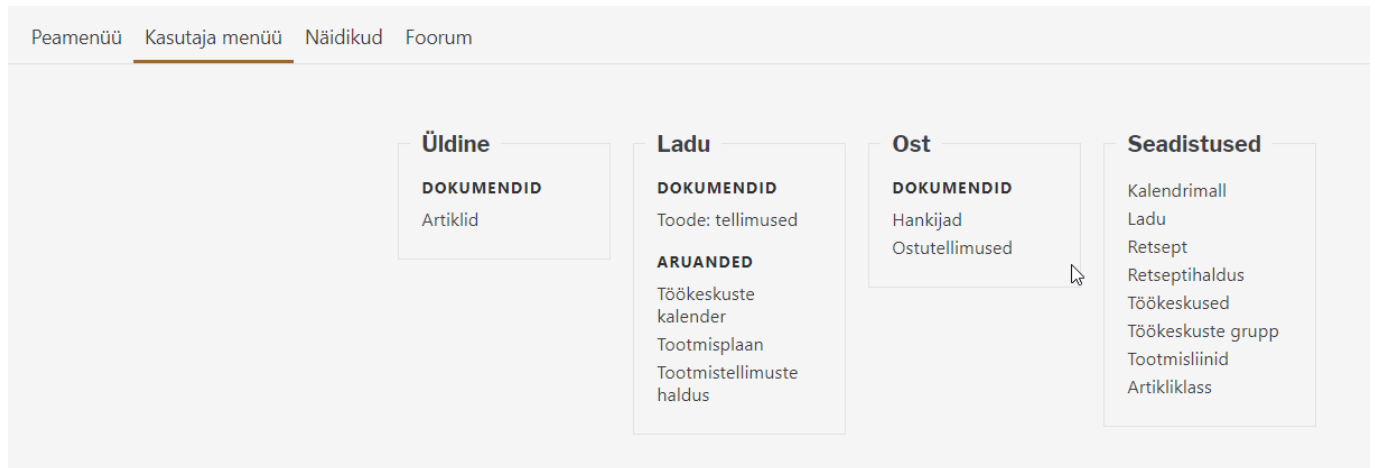 Peamenüü Kasutaja menüü Näidikud Foorum
Üldine
DOKUMENDID
Artiklid
Ladu
DOKUMENDID
Toode: tellimused
ARUANDED
Töökeskuste
kalender
Tootmisplaan
Tootmistellimuste
haldus
Ost
DOKUMENDID
Hankijad
Ostutellimused
Seadistused
Kalendrimall
Ladu
Retsept
Retseptihaldus
Töökeskused
Töökeskuste grupp
Tootmisliinid
Artikliklass